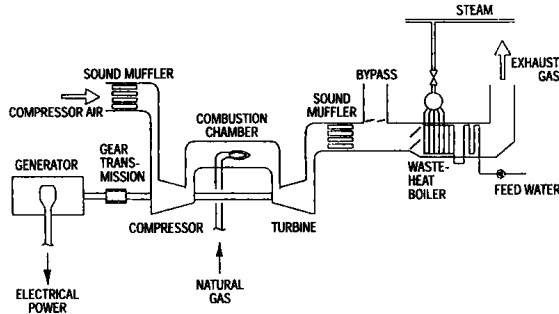 STEAM
SOUND MUFFLER
BYPASS
EXHAUST
GAS
COMPRESSOR AIR
COMBUSTION
CHAMBER
SOUND
MUFFLER
GENERATOR
GEAR
TRANS-
MISSION
WASTE-
HEAT
BOILER
FEED WATER
COMPRESSOR
TURBINE
NATURAL
GAS
ELECTRICAL
POWER